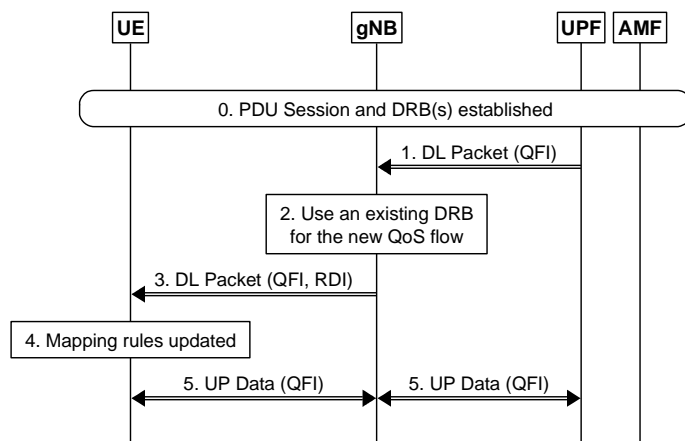 UE
gNB
UPF
AMF
0. PDU Session and DRB(s) established
1. DL Packet (QFI)
2. Use an existing DRB
for the new QoS flow
3. DL Packet (QFI, RDI)
4. Mapping rules updated
5. UP Data (QFI)
5. UP Data (QFI)